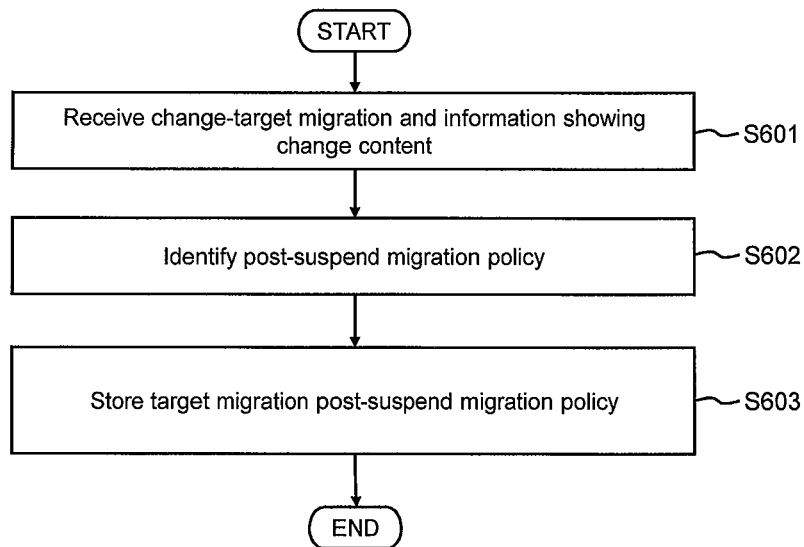 START
Receive change-target migration and information showing
change content
S601
Identify post-suspend migration policy
S602
Store target migration post-suspend migration policy
S603
END